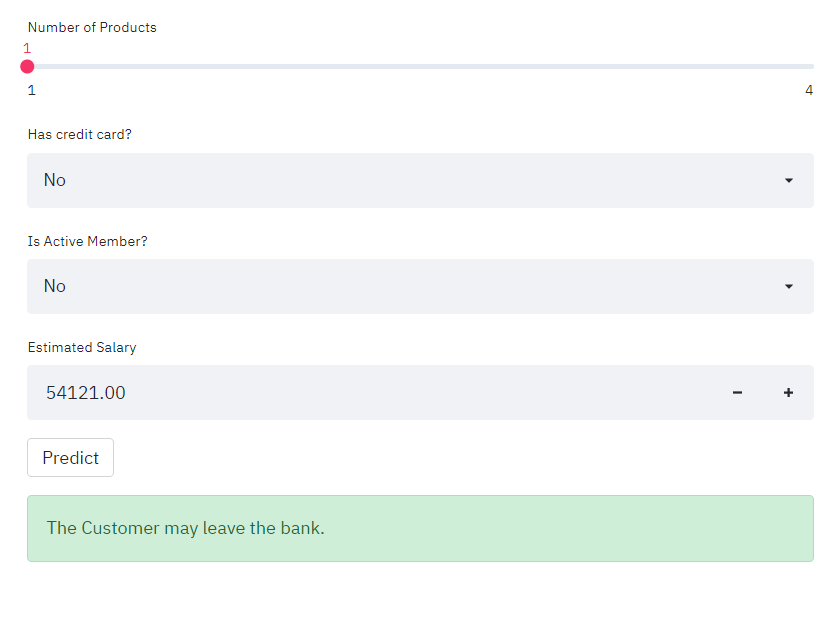 Number of Products
1
1 4
Has credit card?
No
Is Active Member?
No
Estimated Salary
54121.00 - +
Predict
The Customer may leave the bank.